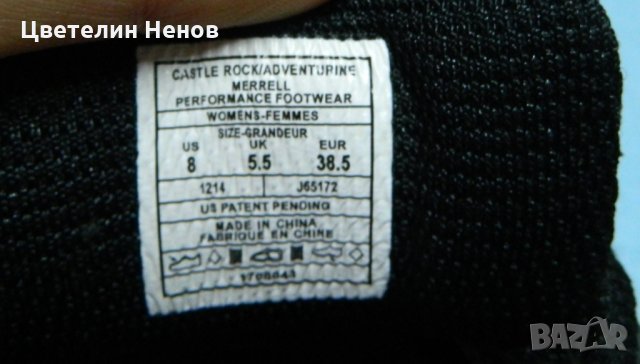 Цветелин Ненов
CASTLE ROCK/ADVENTURINE
MERRELL
PERFORMANCE FOOTWEAR
WOMENS-FEMMES
SIZE-GRANDEUR
US UK EUR
8 5.5 38.5
1214 J65172
US PATENT PENDING
MADE IN CHINA
FABRIQUE EN CHINE
BAZAR